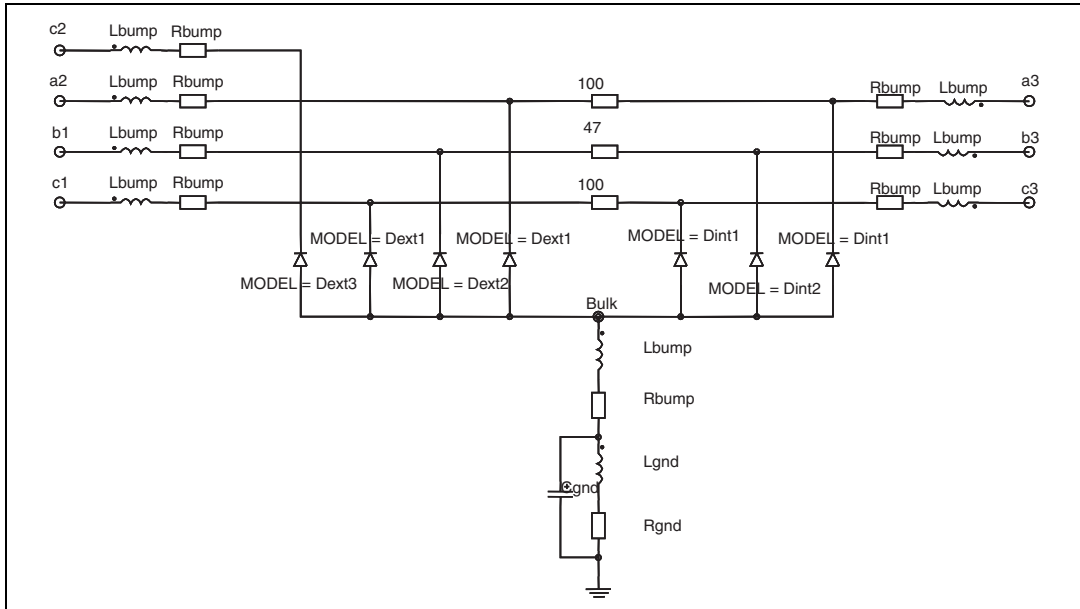 c2
Lbump
Rbump
a2
Lbump
Rbump
100
Rbump
Lbump
a3
b1
Lbump
Rbump
47
Rbump
Lbump
b3
c1
Lbump
Rbump
100
Rbump
Lbump
c3
MODEL = Dext1
MODEL = Dext1
MODEL = Dint1
MODEL = Dint1
MODEL = Dext3
MODEL = Dext2
MODEL = Dint2
Bulk
Lbump
Rbump
Lgnd
Cgnd
Rgnd